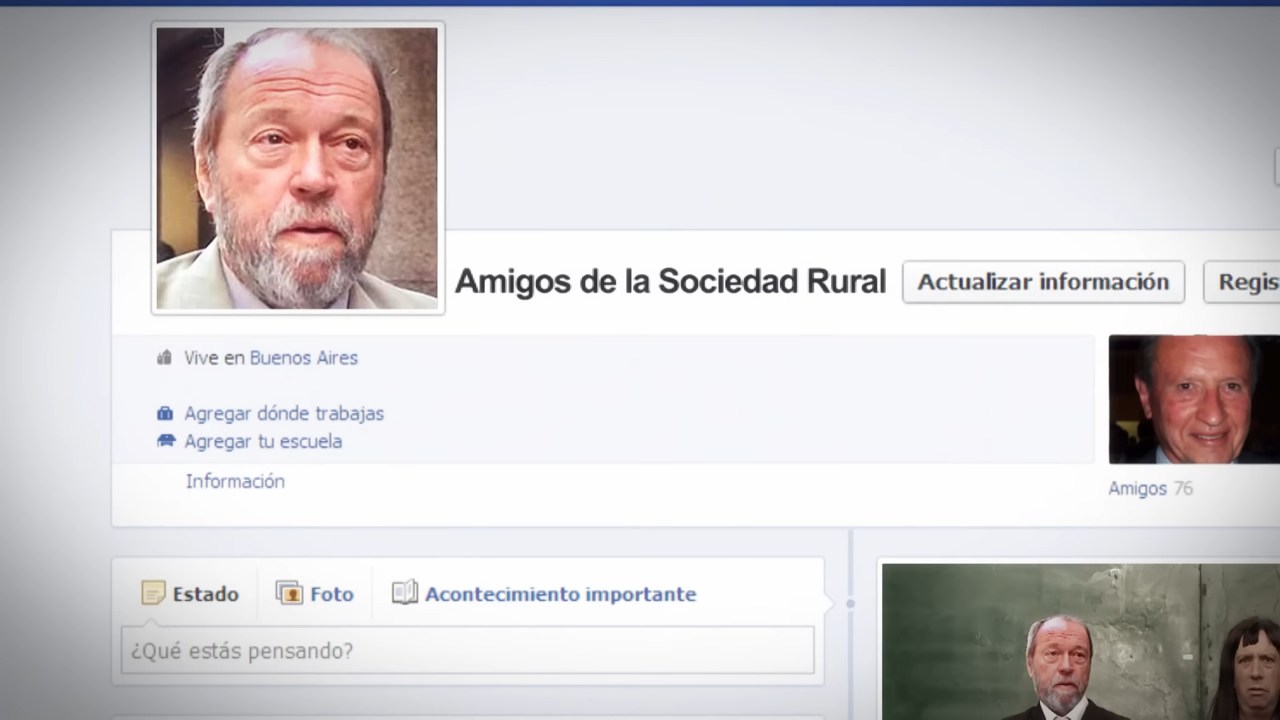 Amigos de la Sociedad Rural
Actualizar información
Vive en Buenos Aires
Agregar dónde trabajas
Agregar tu escuela
Información
Amigos 76
Estado
Foto
Acontecimiento importante
¿Qué estás pensando?